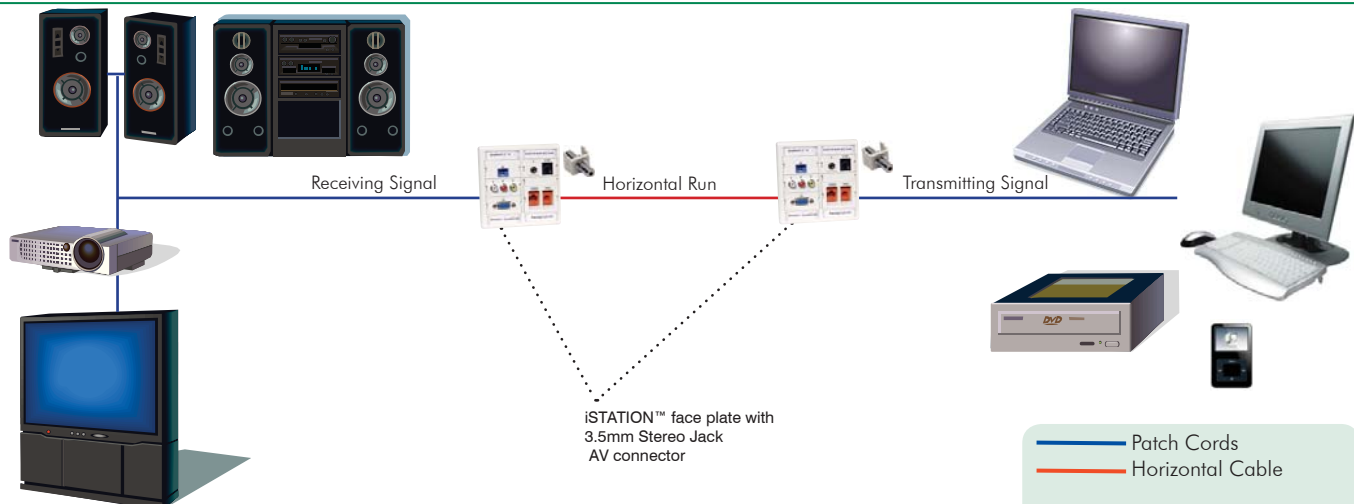 Receiving Signal
Horizontal Run
Transmitting Signal
DVD
iSTATION™ face plate with
3.5mm Stereo Jack
AV connector
Patch Cords
Horizontal Cable